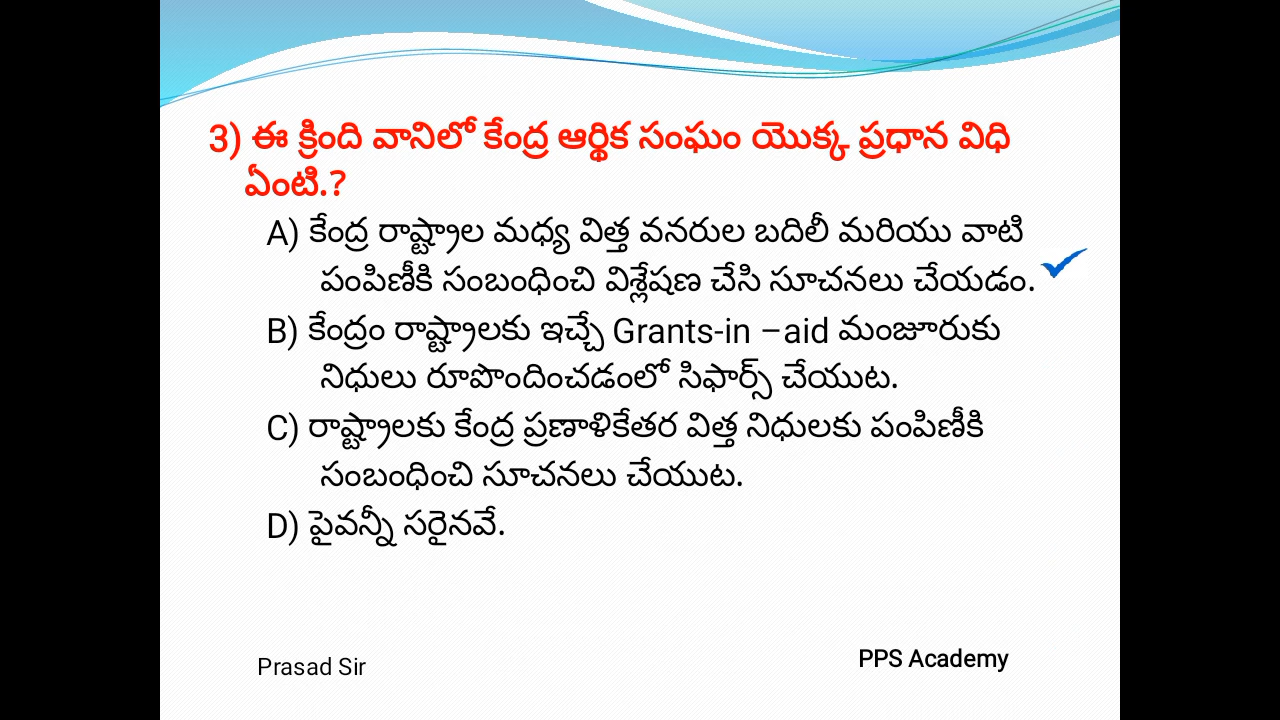 3) ఈ క్రింది వానిలో కేంద్ర ఆర్థిక సంఘం యొక్క ప్రధాన విధి
ఏంటి.?
A) కేంద్ర రాష్ట్రాల మధ్య విత్త వనరుల బదిలీ మరియు వాటి
పంపిణీకి సంబంధించి విశ్లేషణ చేసి సూచనలు చేయడం.
B) కేంద్రం రాష్ట్రాలకు ఇచ్చే Grants-in –aid మంజూరుకు
నిధులు రూపొందించడంలో సిఫార్స్ చేయుట.
C) రాష్ట్రాలకు కేంద్ర ప్రణాళికేతర విత్త నిధులకు పంపిణీకి
సంబంధించి సూచనలు చేయుట.
D) పైవన్నీ సరైనవే.
Prasad Sir
PPS Academy